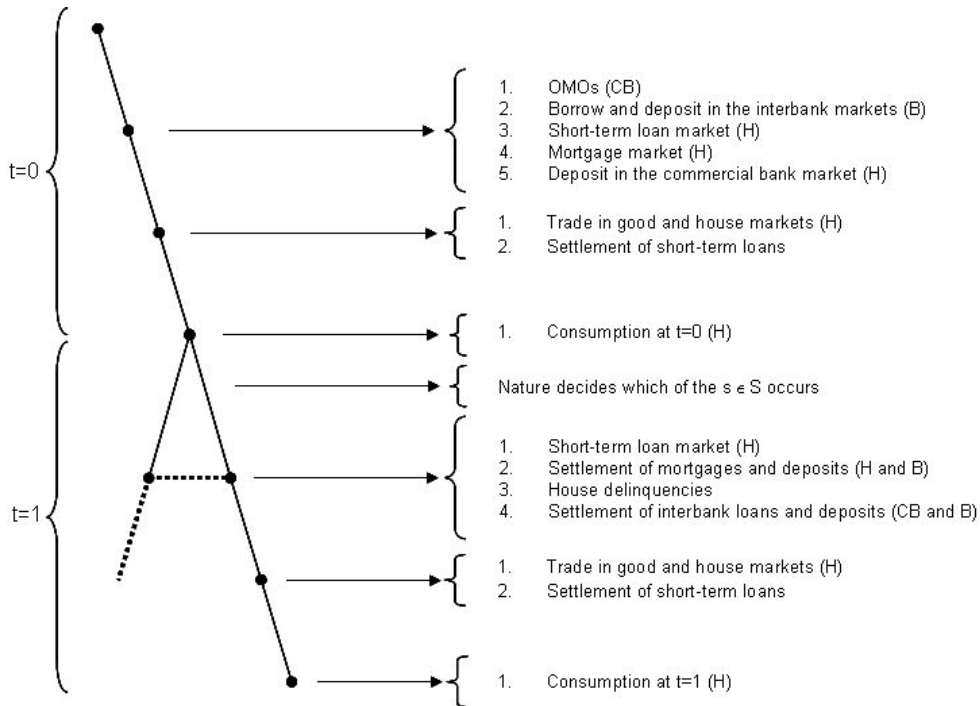 t=0
1. OMOs (CB)
2. Borrow and deposit in the interbank markets (B)
3. Short-term loan market (H)
4. Mortgage market (H)
5. Deposit in the commercial bank market (H)
1. Trade in good and house markets (H)
2. Settlement of short-term loans
1. Consumption at t=0 (H)
Nature decides which of the s ϵ S occurs
t=1
1. Short-term loan market (H)
2. Settlement of mortgages and deposits (H and B)
3. House delinquencies
4. Settlement of interbank loans and deposits (CB and B)
1. Trade in good and house markets (H)
2. Settlement of short-term loans
1. Consumption at t=1 (H)